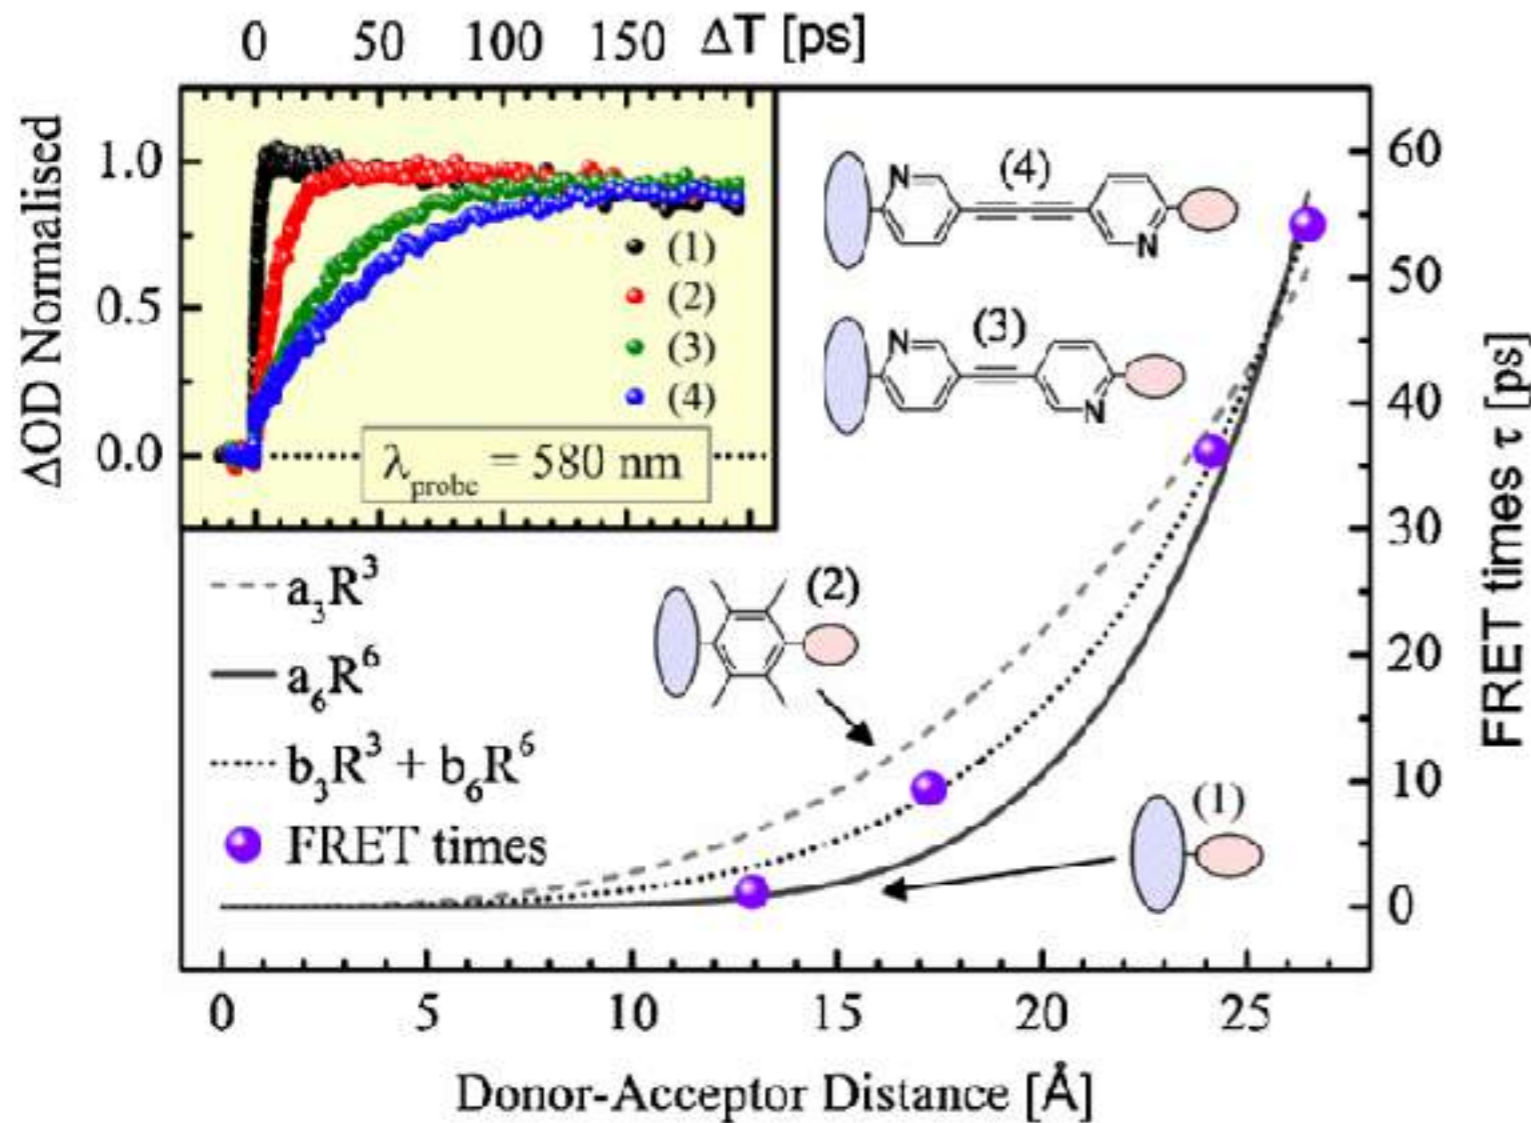 0 50 100 150 ΔT [ps]
ΔOD Normalised
1.0
0.5
0.0
(1)
(2)
(3)
(4)
λprobe = 580 nm
a₃R³
a₆R⁶
b₃R³ + b₆R⁶
FRET times
N (4) N
N (3) N
(2)
(1)
60
50
40
30
20
10
0
FRET times τ [ps]
0 5 10 15 20 25
Donor-Acceptor Distance [Å]